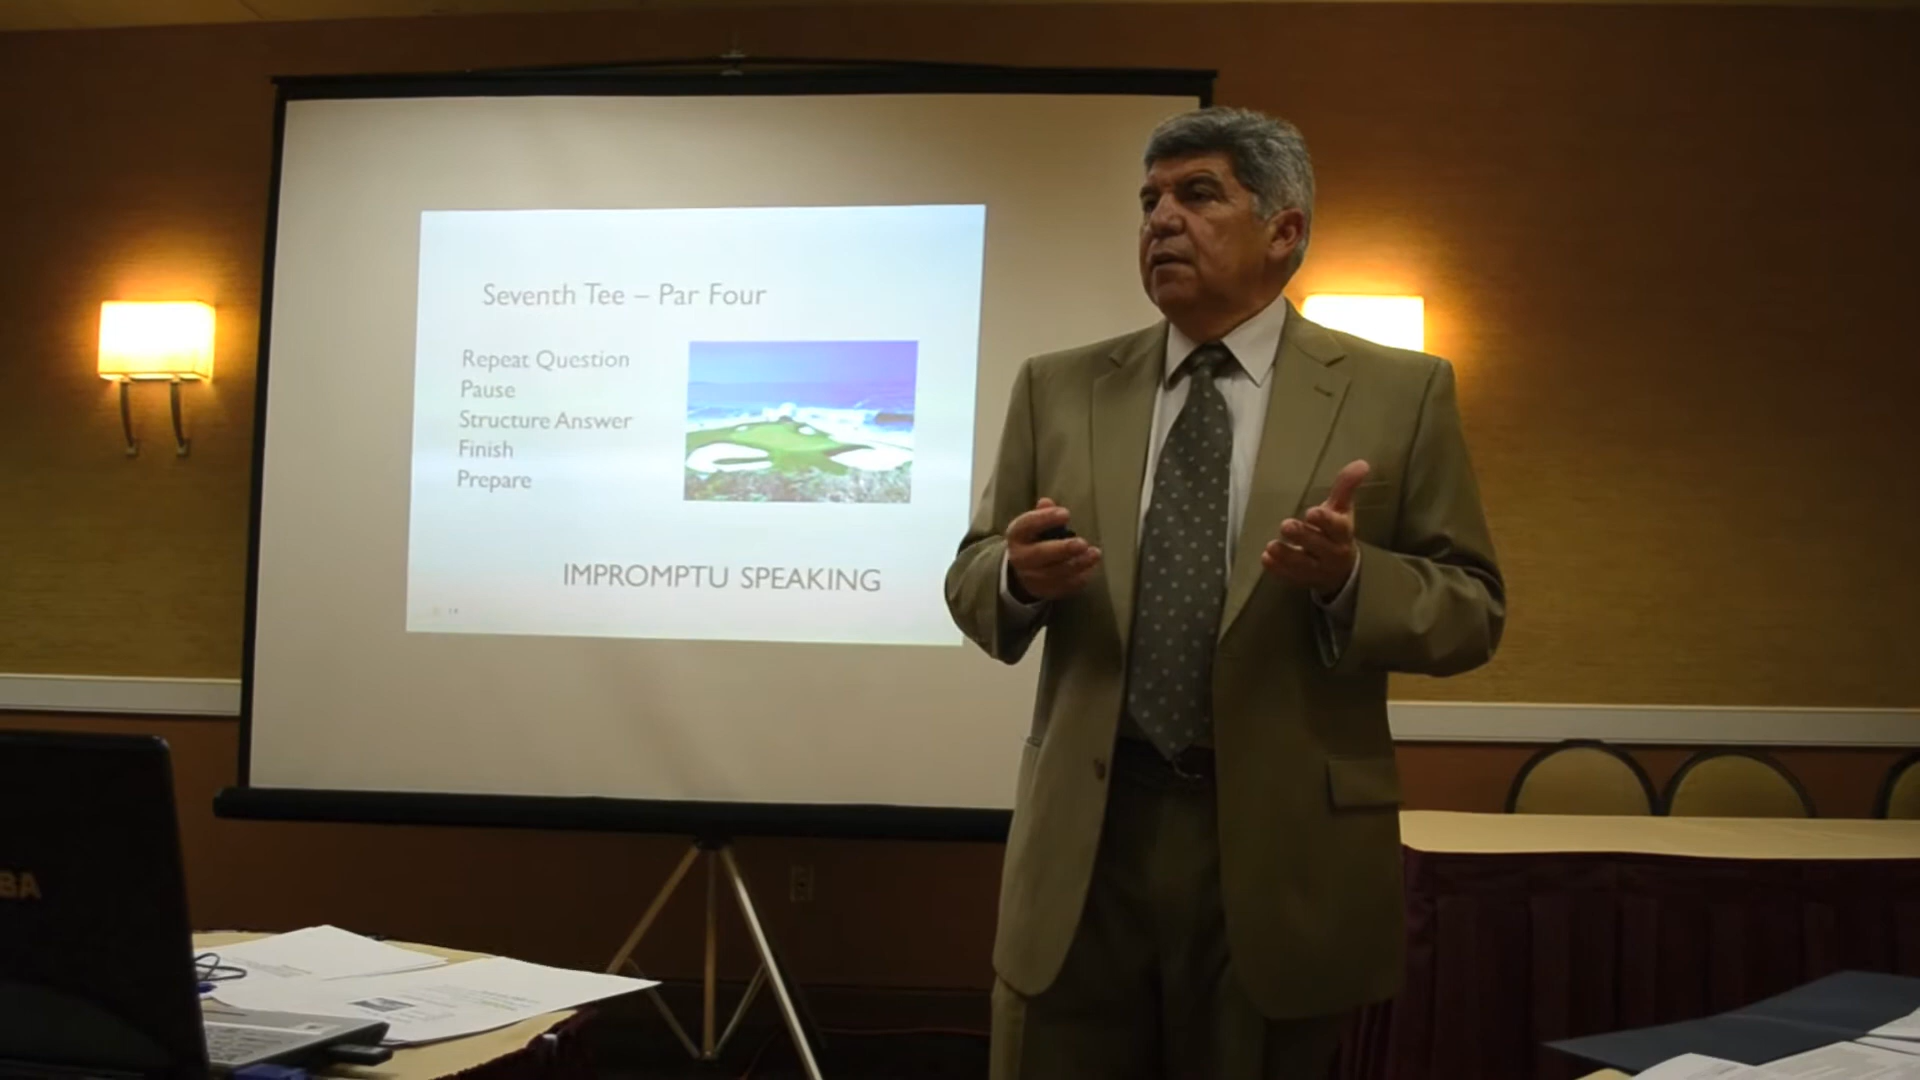 Seventh Tee – Par Four
Repeat Question
Pause
Structure Answer
Finish
Prepare
IMPROMPTU SPEAKING
BA